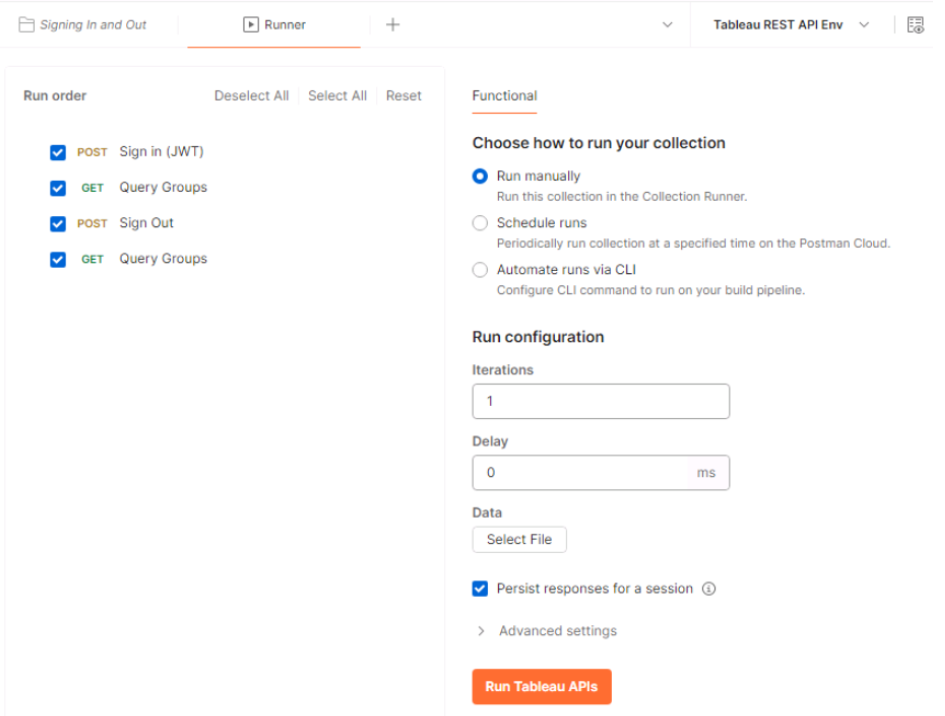 Signing In and Out
Runner
Tableau REST API Env
Run order
Deselect All
Select All
Reset
POST Sign in (JWT)
GET Query Groups
POST Sign Out
GET Query Groups
Functional
Choose how to run your collection
Run manually
Run this collection in the Collection Runner.
Schedule runs
Periodically run collection at a specified time on the Postman Cloud.
Automate runs via CLI
Configure CLI command to run on your build pipeline.
Run configuration
Iterations
1
Delay
0 ms
Data
Select File
Persist responses for a session
Advanced settings
Run Tableau APIs